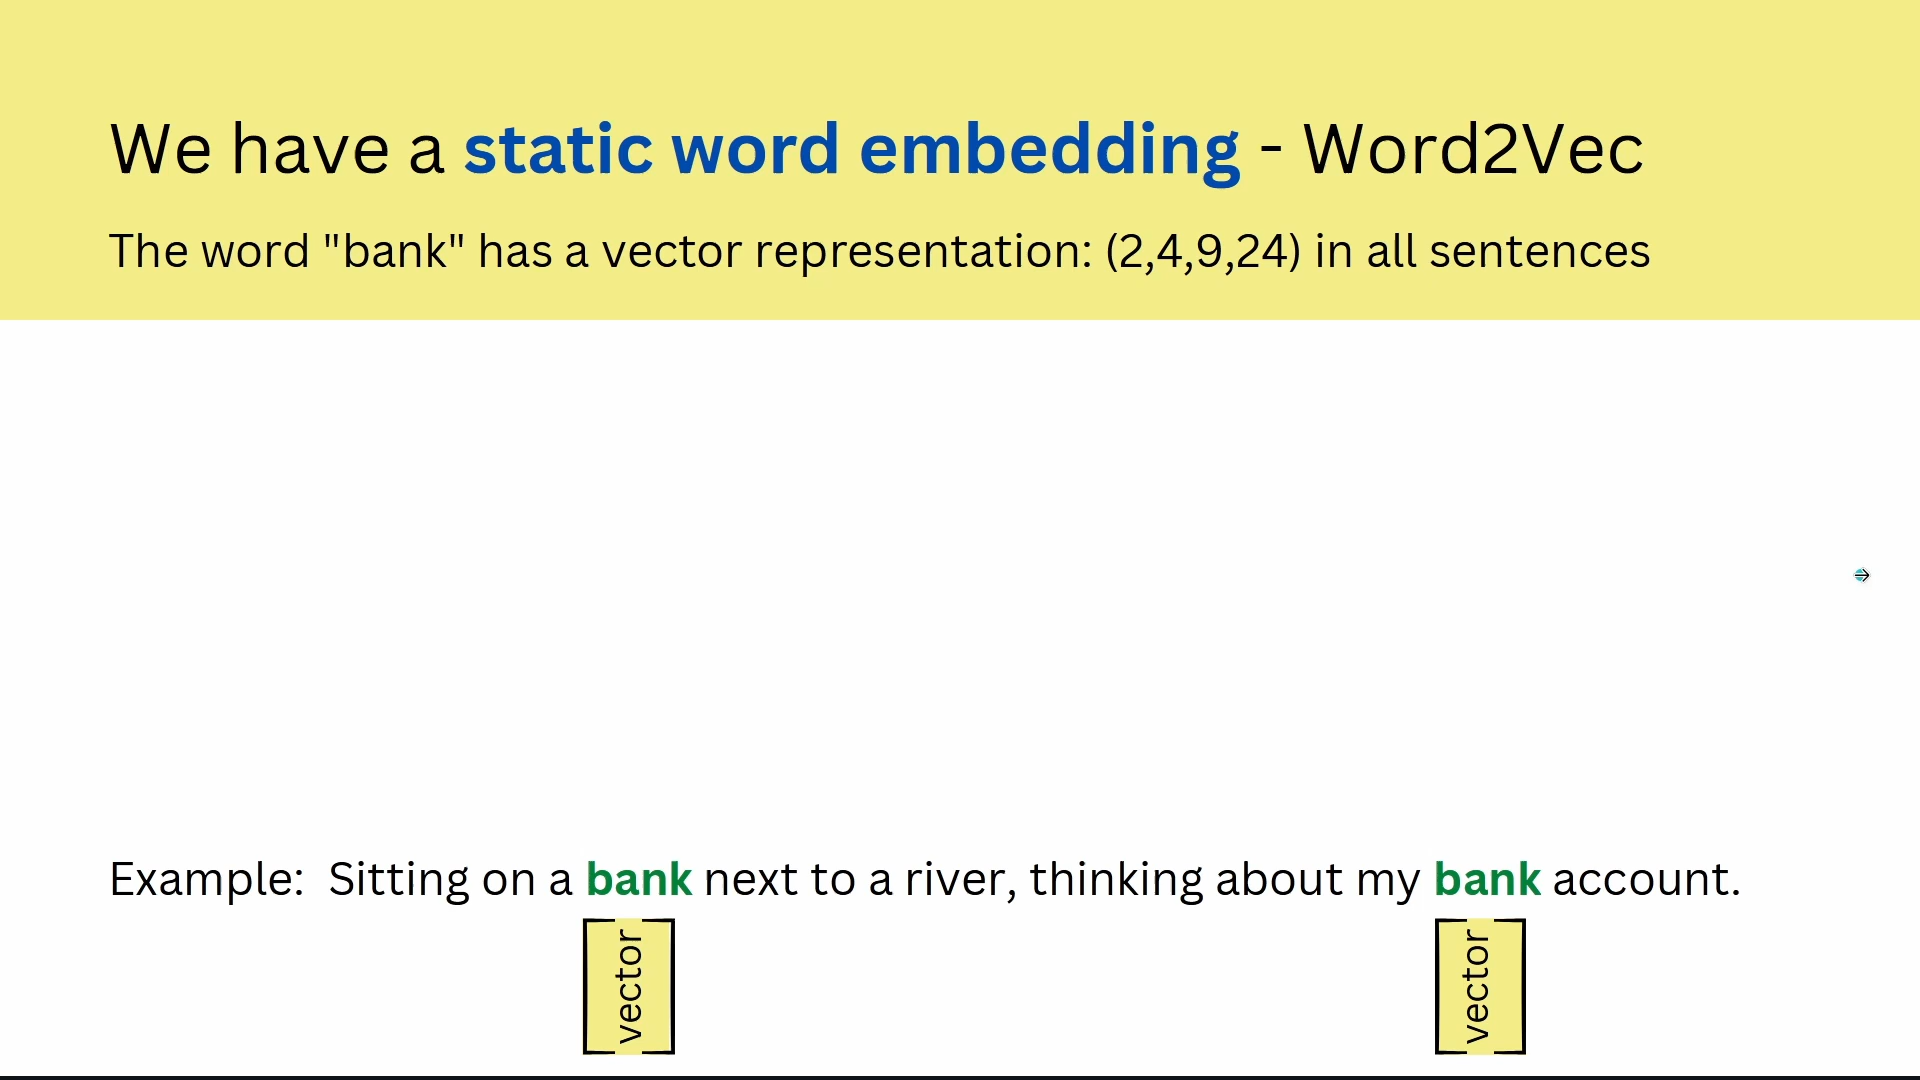 We have a static word embedding - Word2Vec
The word "bank" has a vector representation: (2,4,9,24) in all sentences
Example: Sitting on a bank next to a river, thinking about my bank account.
vector
vector